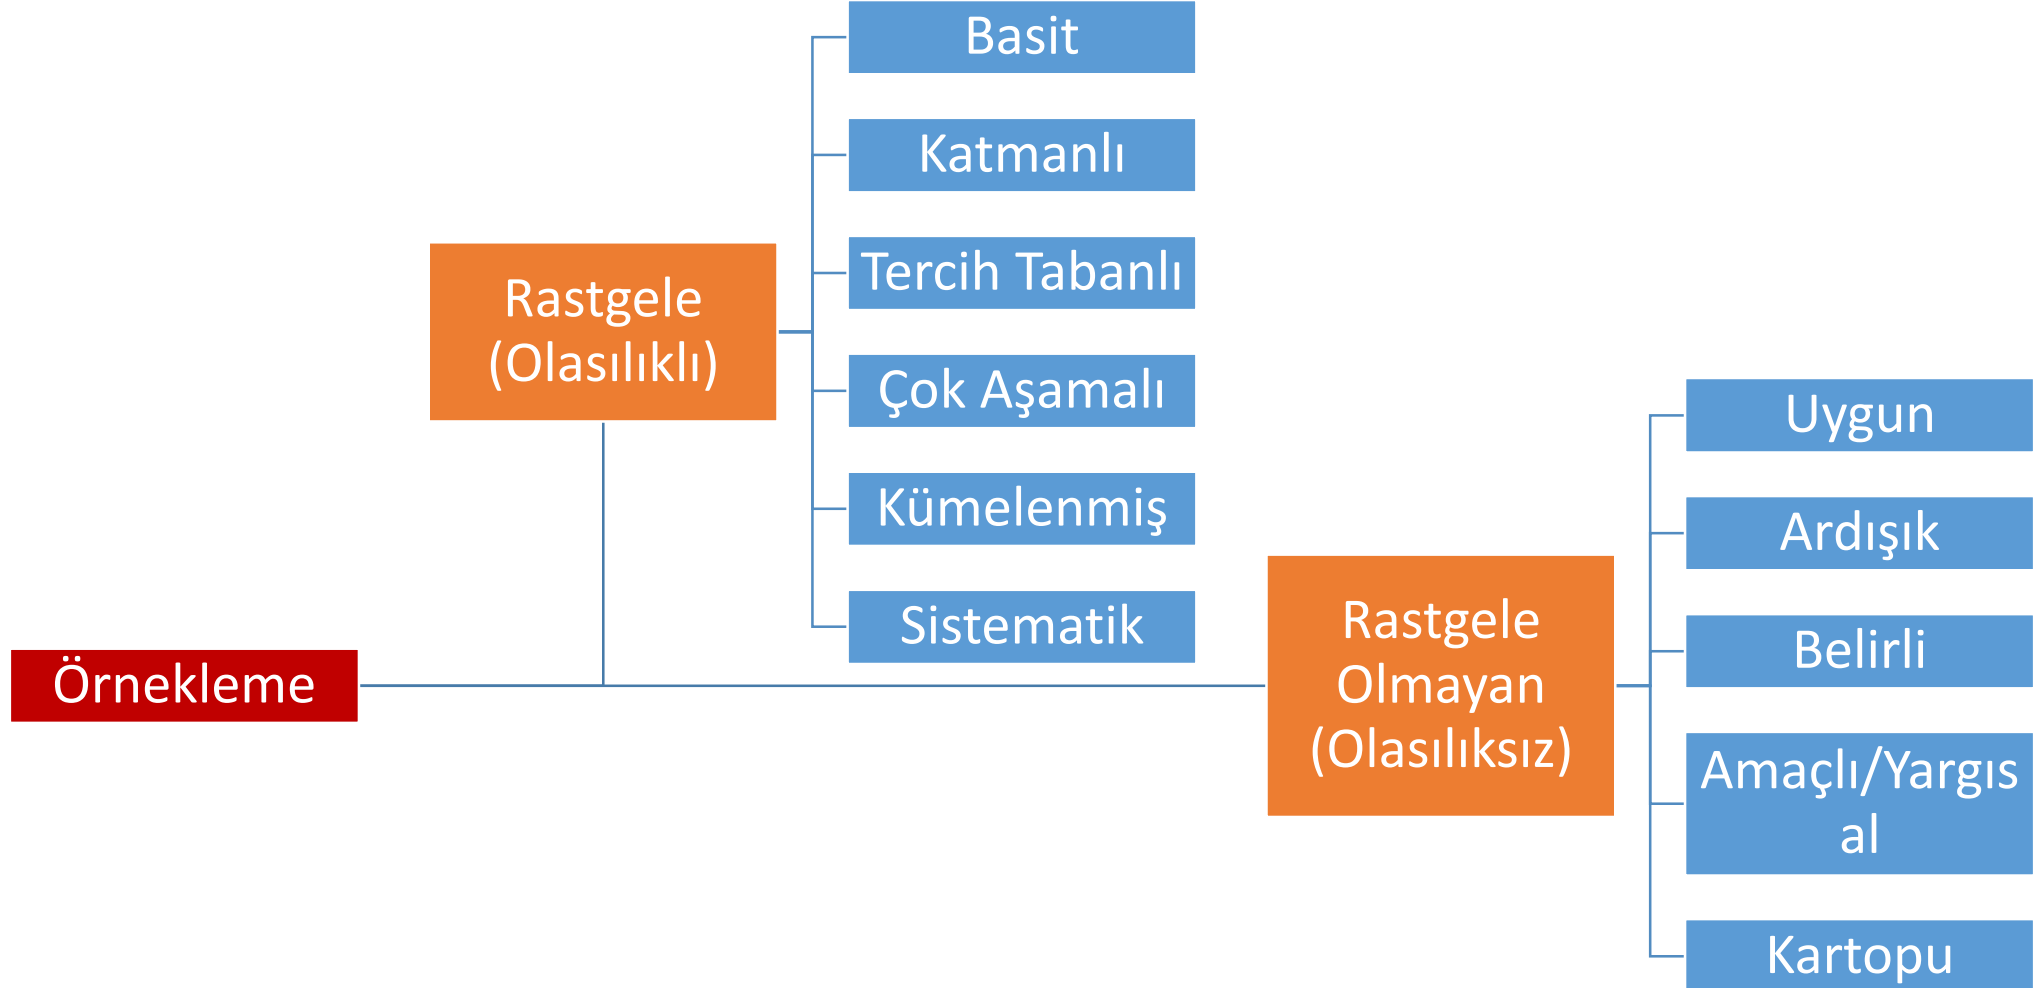 Örnekleme
Rastgele
(Olasılıklı)
Basit
Katmanlı
Tercih Tabanlı
Çok Aşamalı
Kümelenmiş
Sistematik
Rastgele
Olmayan
(Olasılıksız)
Uygun
Ardışık
Belirli
Amaçlı/Yargıs
al
Kartopu